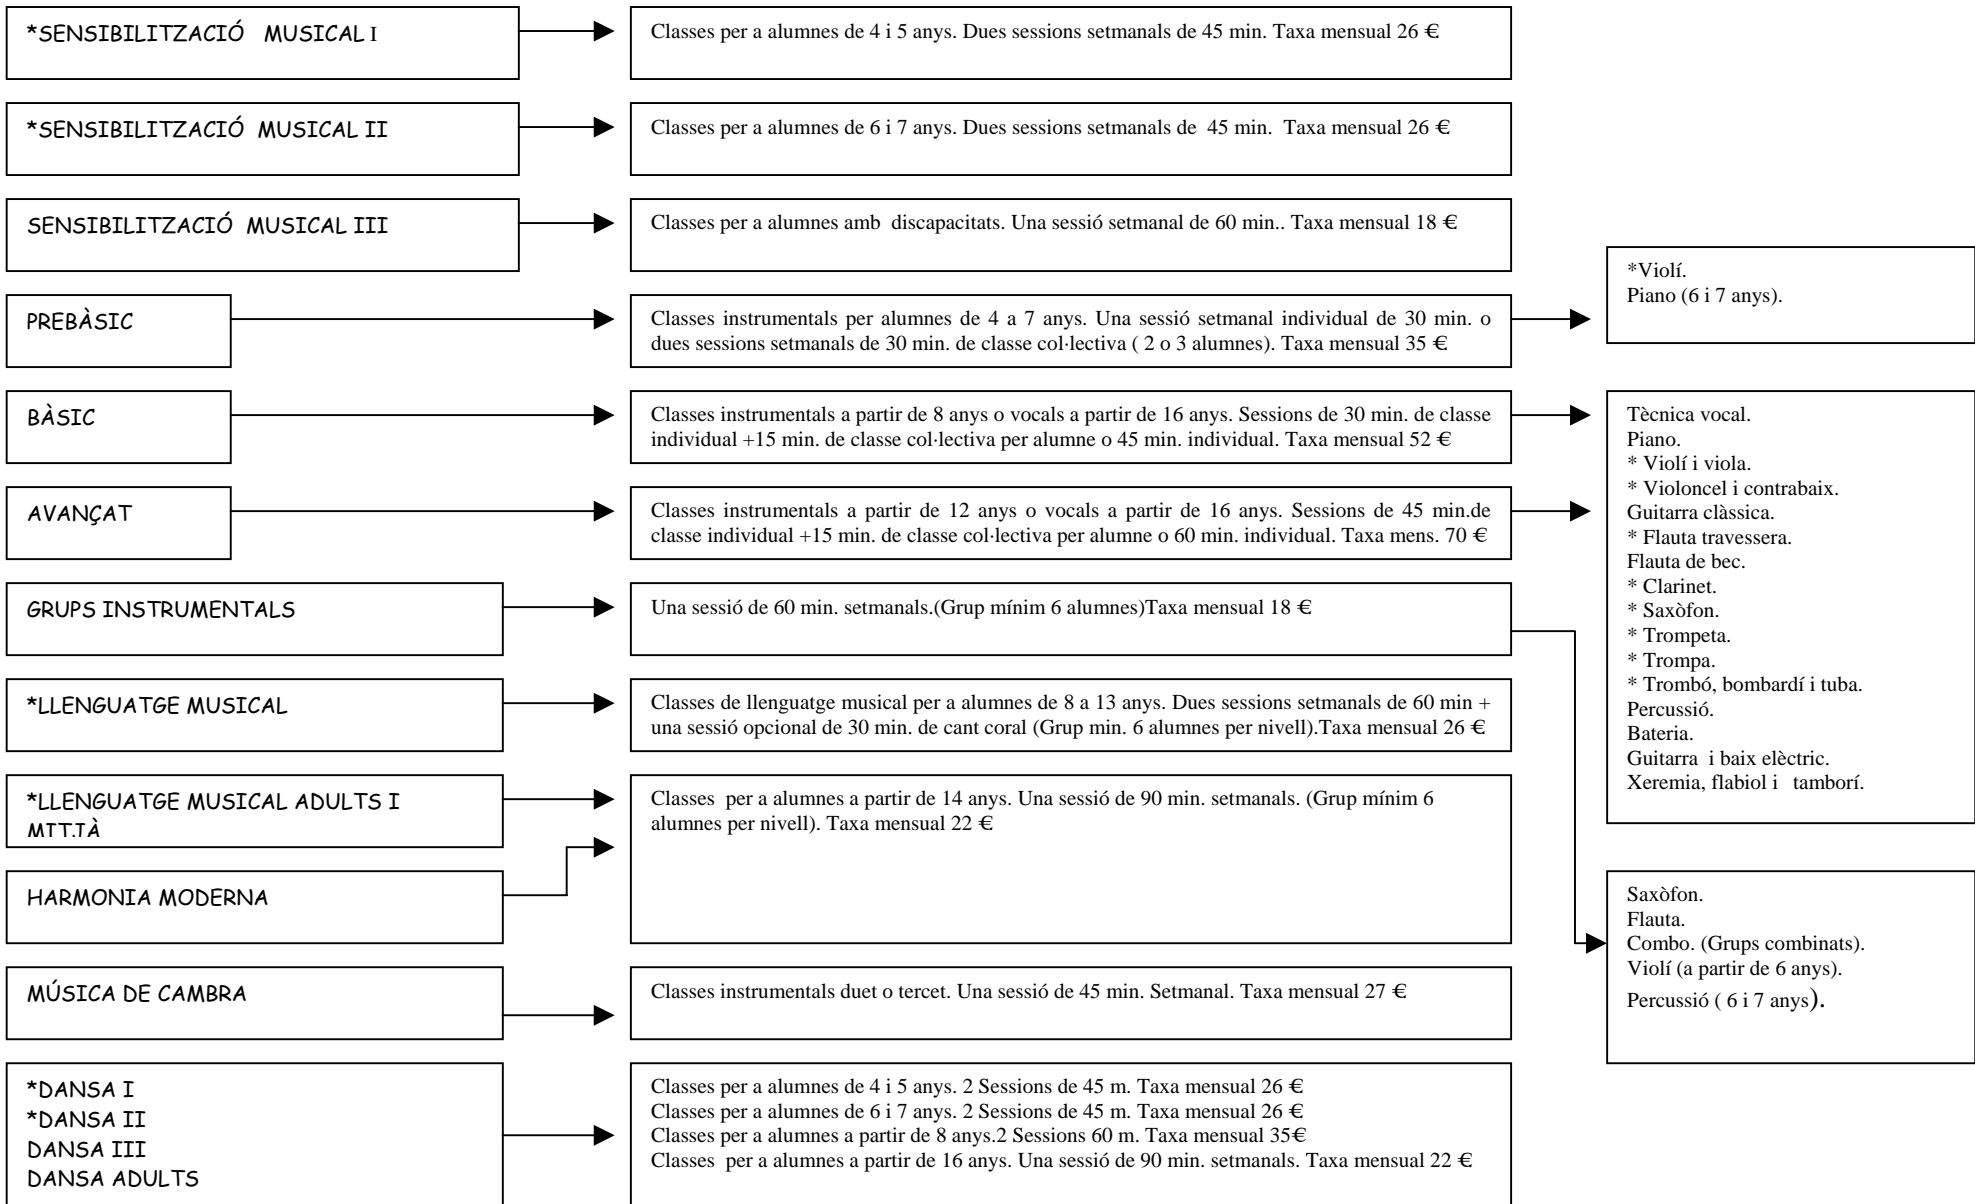 *SENSIBILITZACIÓ MUSICAL I
Classes per a alumnes de 4 i 5 anys. Dues sessions setmanals de 45 min. Taxa mensual 26 €
*SENSIBILITZACIÓ MUSICAL II
Classes per a alumnes de 6 i 7 anys. Dues sessions setmanals de 45 min. Taxa mensual 26 €
SENSIBILITZACIÓ MUSICAL III
Classes per a alumnes amb discapacitats. Una sessió setmanal de 60 min.. Taxa mensual 18 €
PREBÀSIC
Classes instrumentals per alumnes de 4 a 7 anys. Una sessió setmanal individual de 30 min. o
dues sessions setmanals de 30 min. de classe col·lectiva ( 2 o 3 alumnes). Taxa mensual 35 €
*Violí.
Piano (6 i 7 anys).
BÀSIC
Classes instrumentals a partir de 8 anys o vocals a partir de 16 anys. Sessions de 30 min. de classe
individual +15 min. de classe col·lectiva per alumne o 45 min. individual. Taxa mensual 52 €
AVANÇAT
Classes instrumentals a partir de 12 anys o vocals a partir de 16 anys. Sessions de 45 min.de
classe individual +15 min. de classe col·lectiva per alumne o 60 min. individual. Taxa mens. 70 €
Tècnica vocal.
Piano.
* Violí i viola.
* Violoncel i contrabaix.
Guitarra clàssica.
* Flauta travessera.
Flauta de bec.
* Clarinet.
* Saxòfon.
* Trompeta.
* Trompa.
* Trombó, bombardí i tuba.
Percussió.
Bateria.
Guitarra i baix elèctric.
Xeremia, flabiol i tamborí.
GRUPS INSTRUMENTALS
Una sessió de 60 min. setmanals.(Grup mínim 6 alumnes)Taxa mensual 18 €
Saxòfon.
Flauta.
Combo. (Grups combinats).
Violí (a partir de 6 anys).
Percussió ( 6 i 7 anys).
*LLENGUATGE MUSICAL
Classes de llenguatge musical per a alumnes de 8 a 13 anys. Dues sessions setmanals de 60 min +
una sessió opcional de 30 min. de cant coral (Grup min. 6 alumnes per nivell).Taxa mensual 26 €
*LLENGUATGE MUSICAL ADULTS I
HARMONIA MODERNA
Classes per a alumnes a partir de 14 anys. Una sessió de 90 min. setmanals. (Grup mínim 6
alumnes per nivell). Taxa mensual 22 €
MÚSICA DE CAMBRA
Classes instrumentals duet o tercet. Una sessió de 45 min. Setmanal. Taxa mensual 27 €
*DANSA I
*DANSA II
DANSA III
DANSA ADULTS
Classes per a alumnes de 4 i 5 anys. 2 Sessions de 45 m. Taxa mensual 26 €
Classes per a alumnes de 6 i 7 anys. 2 Sessions de 45 m. Taxa mensual 26 €
Classes per a alumnes a partir de 8 anys.2 Sessions 60 m. Taxa mensual 35€
Classes per a alumnes a partir de 16 anys. Una sessió de 90 min. setmanals. Taxa mensual 22 €